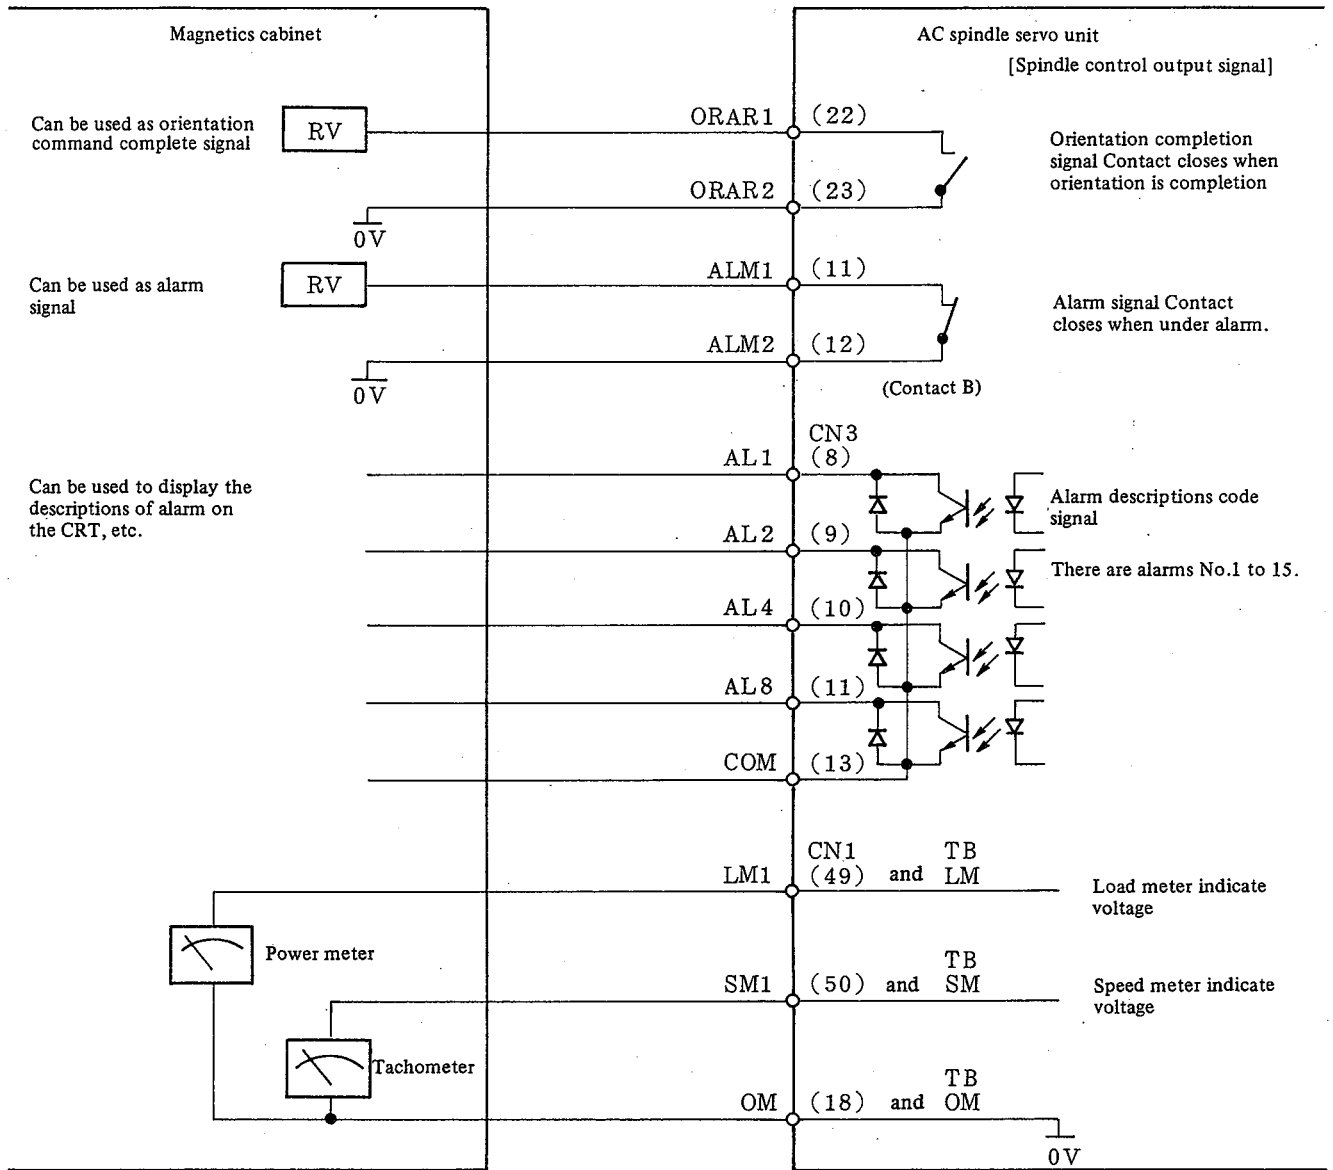 Magnetics cabinet
AC spindle servo unit
[Spindle control output signal]
Can be used as orientation
command complete signal
RV
ORAR1 (22)
Orientation completion
signal Contact closes when
orientation is completion
ORAR2 (23)
0V
Can be used as alarm
signal
RV
ALM1 (11)
Alarm signal Contact
closes when under alarm.
ALM2 (12)
0V
(Contact B)
CN3
AL1 (8)
Can be used to display the
descriptions of alarm on
the CRT, etc.
Alarm descriptions code
signal
AL2 (9)
There are alarms No.1 to 15.
AL4 (10)
AL8 (11)
COM (13)
CN1 TB
LM1 (49) and LM
Load meter indicate
voltage
Power meter
TB
SM1 (50) and SM
Speed meter indicate
voltage
Tachometer
TB
OM (18) and OM
0V